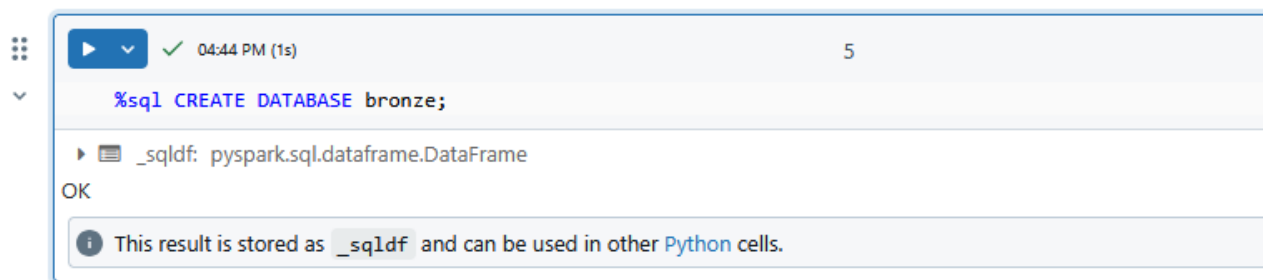 04:44 PM (1s)
5
%sql CREATE DATABASE bronze;
_sqldf: pyspark.sql.dataframe.DataFrame
OK
This result is stored as _sqldf and can be used in other Python cells.